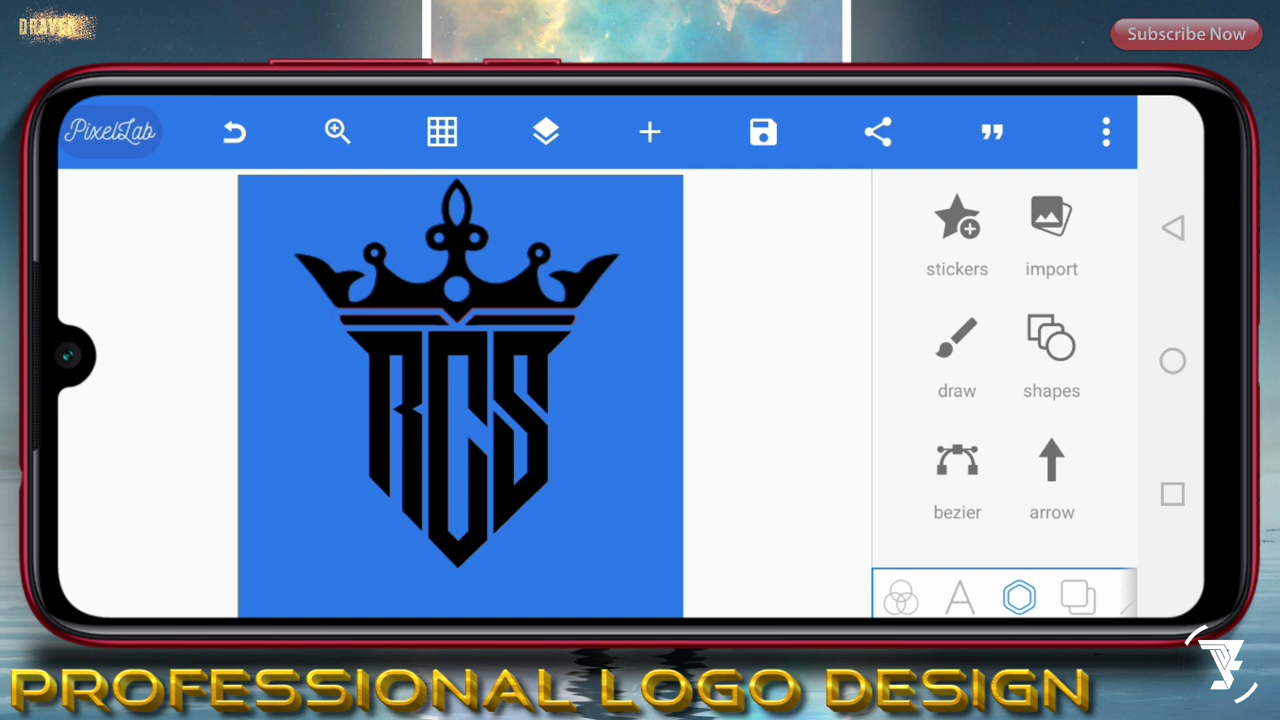 DRAVEN
Subscribe Now
PixelLab
stickers
import
RCS
draw
shapes
bezier
arrow
PROFESSIONAL LOGO DESIGN